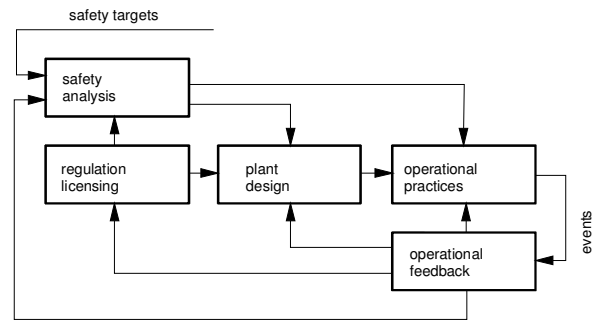 safety targets
safety
analysis
regulation
licensing
plant
design
operational
practices
operational
feedback
events